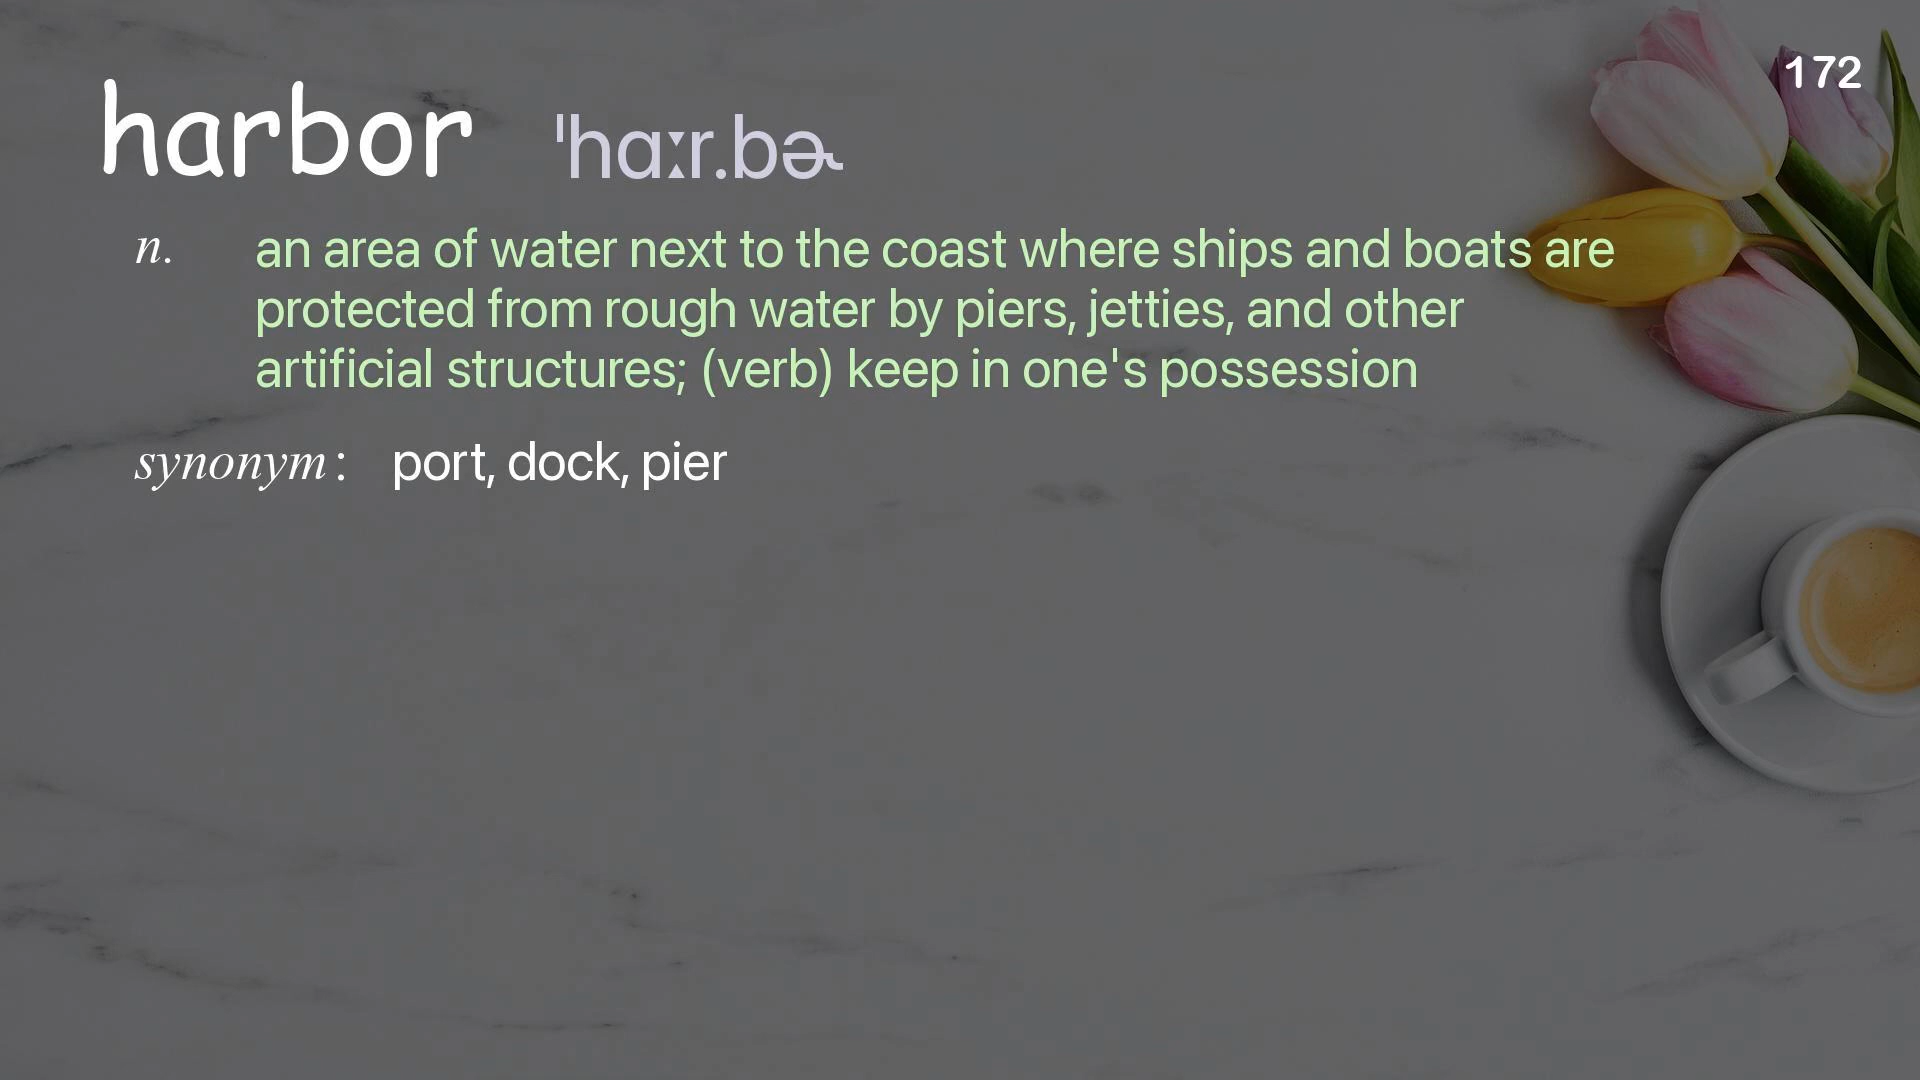 172
harbor ˈhɑːr.bɚ
n. an area of water next to the coast where ships and boats are
protected from rough water by piers, jetties, and other
artificial structures; (verb) keep in one's possession
synonym: port, dock, pier